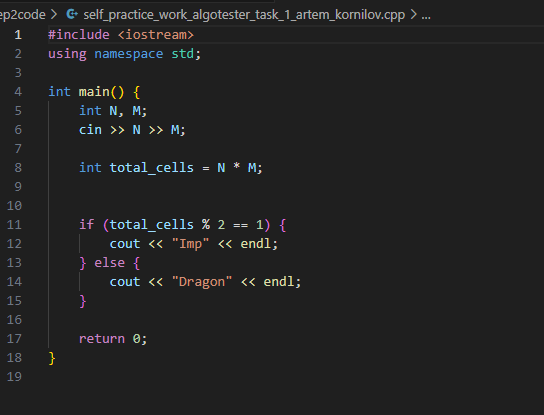 ep2code > self_practice_work_algotester_task_1_artem_kornilov.cpp > ...
1 #include <iostream>
2 using namespace std;
3
4 int main() {
5     int N, M;
6     cin >> N >> M;
7
8     int total_cells = N * M;
9
10
11     if (total_cells % 2 == 1) {
12         cout << "Imp" << endl;
13     } else {
14         cout << "Dragon" << endl;
15     }
16
17     return 0;
18 }
19